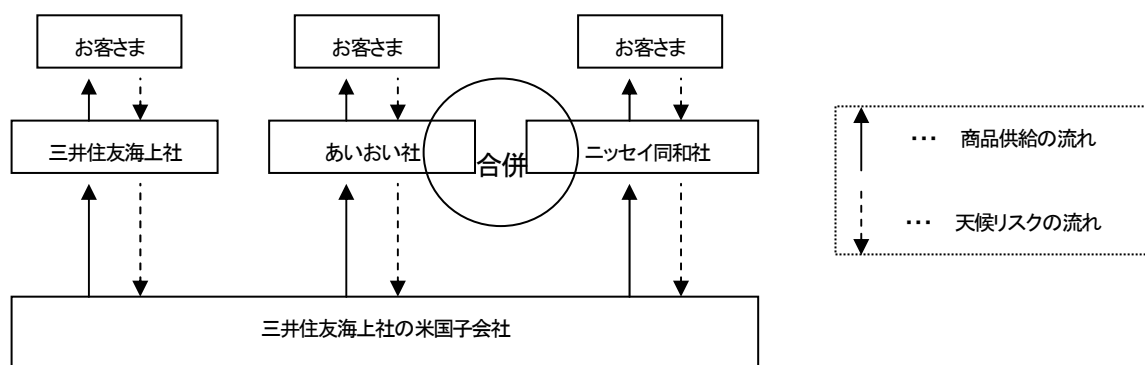 お客さま
お客さま
お客さま
三井住友海上社
あいおい社
合併
ニッセイ同和社
三井住友海上社の米国子会社
… 商品供給の流れ
… 天候リスクの流れ